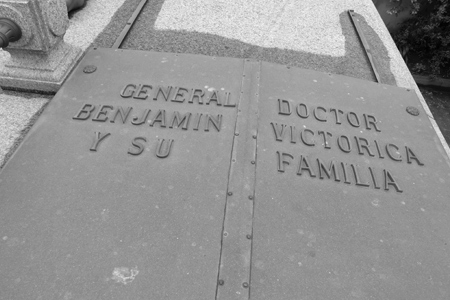 GENERAL DOCTOR
BENJAMIN VICTORICA
Y SU FAMILIA